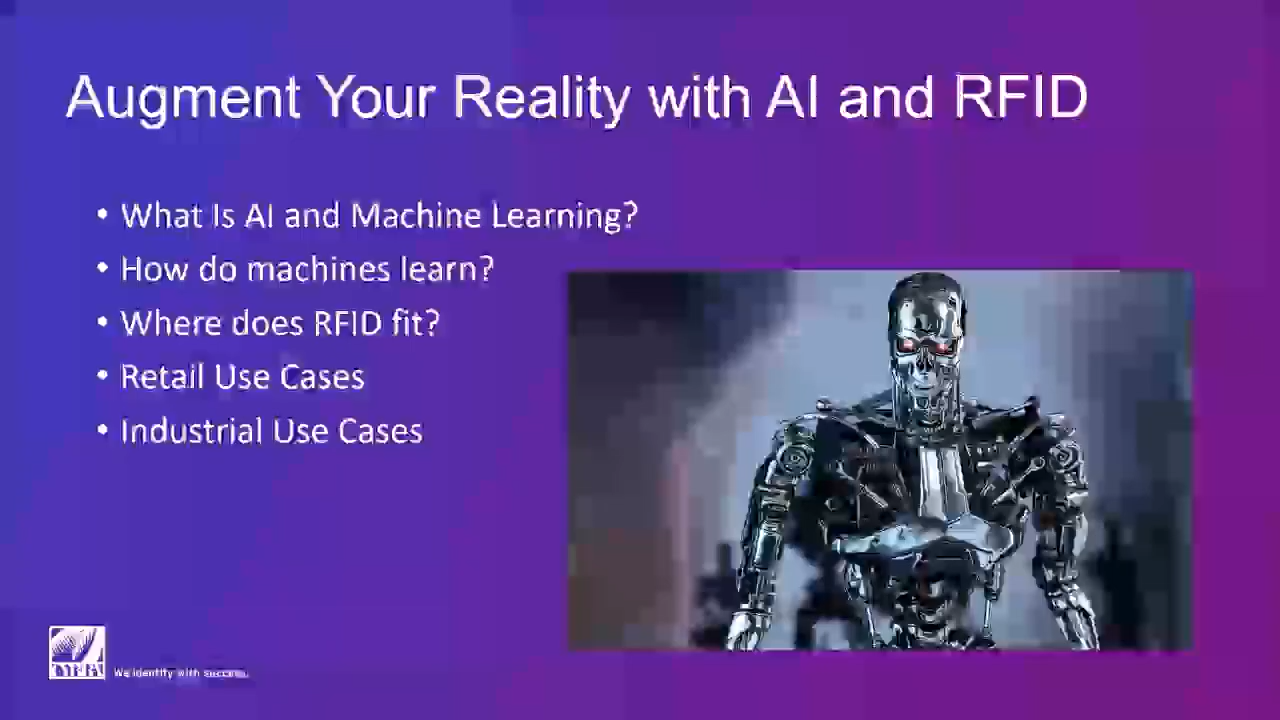 Augment Your Reality with AI and RFID
• What Is AI and Machine Learning?
• How do machines learn?
• Where does RFID fit?
• Retail Use Cases
• Industrial Use Cases
We identify with success.